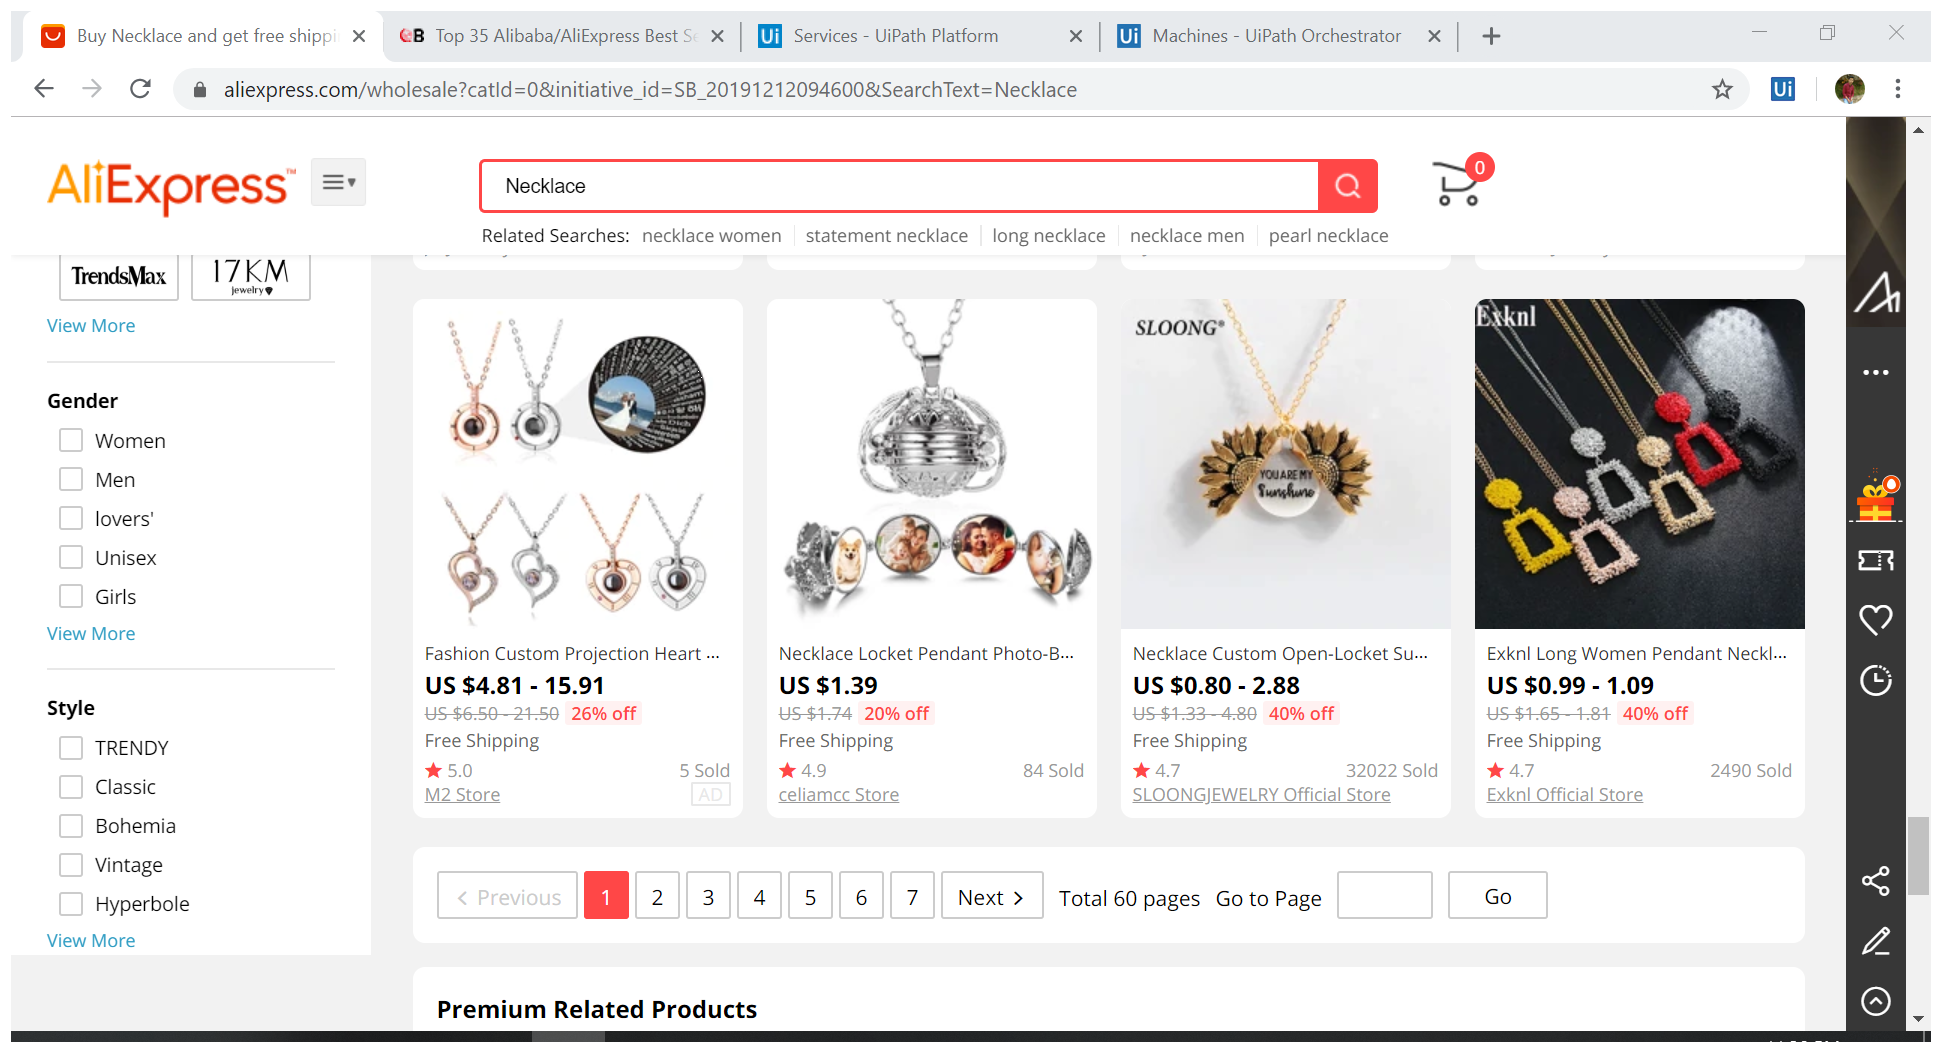 Buy Necklace and get free shippi
Top 35 Alibaba/AliExpress Best Se
Services - UiPath Platform
Machines - UiPath Orchestrator
aliexpress.com/wholesale?catId=0&initiative_id=SB_20191212094600&SearchText=Necklace
Ui
AliExpress™
Necklace
0
Related Searches: necklace women statement necklace long necklace necklace men pearl necklace
TrendsMax
17KM
jewelry
View More
Gender
Women
Men
lovers'
Unisex
Girls
View More
Style
TRENDY
Classic
Bohemia
Vintage
Hyperbole
View More
Fashion Custom Projection Heart ...
US $4.81 - 15.91
US $6.50 - 21.50 26% off
Free Shipping
5.0 5 Sold
M2 Store AD
Necklace Locket Pendant Photo-B...
US $1.39
US $1.74 20% off
Free Shipping
4.9 84 Sold
celiamcc Store
SLOONG®
YOU ARE MY
Sunshine
Necklace Custom Open-Locket Su...
US $0.80 - 2.88
US $1.33 - 4.80 40% off
Free Shipping
4.7 32022 Sold
SLOONGJEWELRY Official Store
Exknl
Exknl Long Women Pendant Neckl...
US $0.99 - 1.09
US $1.65 - 1.81 40% off
Free Shipping
4.7 2490 Sold
Exknl Official Store
Previous 1 2 3 4 5 6 7 Next Total 60 pages Go to Page Go
Premium Related Products